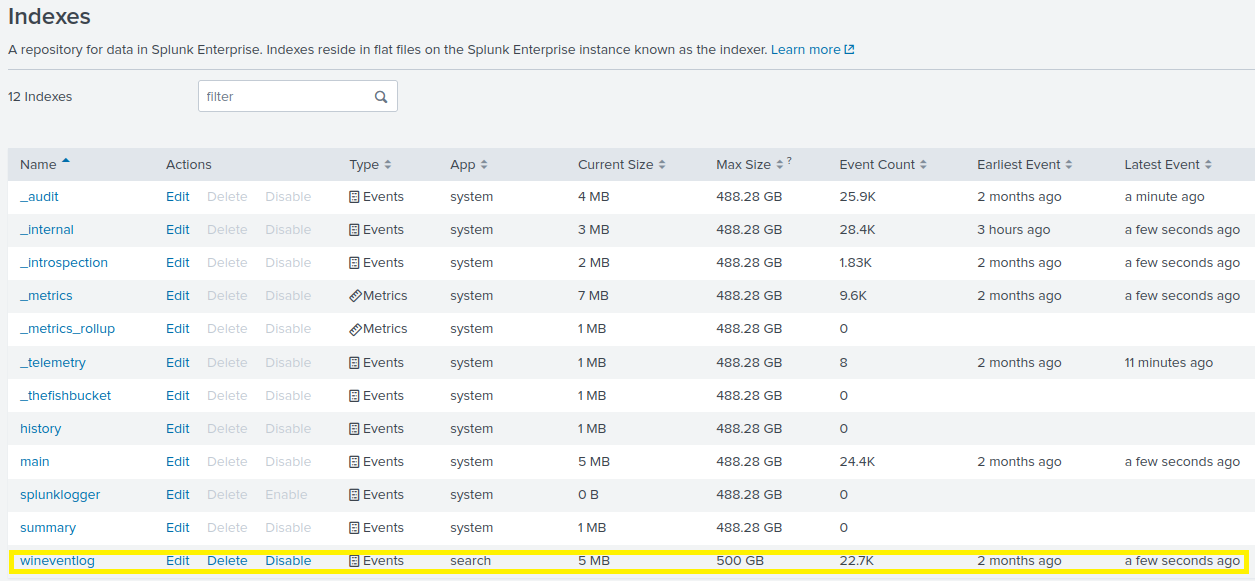 Indexes
A repository for data in Splunk Enterprise. Indexes reside in flat files on the Splunk Enterprise instance known as the indexer. Learn more
12 Indexes filter
Name Actions Type App Current Size Max Size ? Event Count Earliest Event Latest Event
_audit Edit Delete Disable Events system 4 MB 488.28 GB 25.9K 2 months ago a minute ago
_internal Edit Delete Disable Events system 3 MB 488.28 GB 28.4K 3 hours ago a few seconds ago
_introspection Edit Delete Disable Events system 2 MB 488.28 GB 1.83K 2 months ago a few seconds ago
_metrics Edit Delete Disable Metrics system 7 MB 488.28 GB 9.6K 2 months ago a few seconds ago
_metrics_rollup Edit Delete Disable Metrics system 1 MB 488.28 GB 0
_telemetry Edit Delete Disable Events system 1 MB 488.28 GB 8 2 months ago 11 minutes ago
_thefishbucket Edit Delete Disable Events system 1 MB 488.28 GB 0
history Edit Delete Disable Events system 1 MB 488.28 GB 0
main Edit Delete Disable Events system 5 MB 488.28 GB 24.4K 2 months ago a few seconds ago
splunklogger Edit Delete Enable Events system 0 B 488.28 GB 0
summary Edit Delete Disable Events system 1 MB 488.28 GB 0
wineventlog Edit Delete Disable Events search 5 MB 500 GB 22.7K 2 months ago a few seconds ago